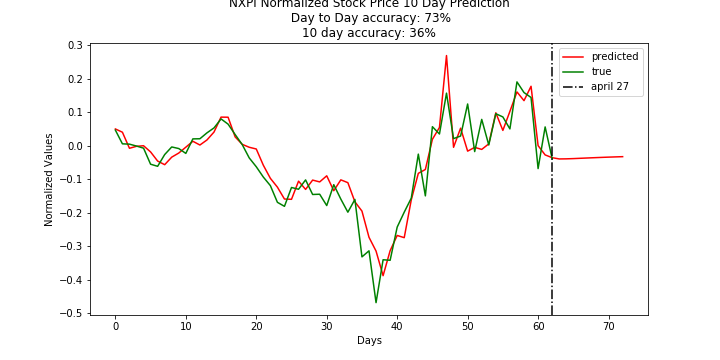 NXPI Normalized Stock Price 10 Day Prediction
Day to Day accuracy: 73%
10 day accuracy: 36%
predicted
true
april 27
Normalized Values
0.3
0.2
0.1
0.0
−0.1
−0.2
−0.3
−0.4
−0.5
0 10 20 30 40 50 60 70
Days